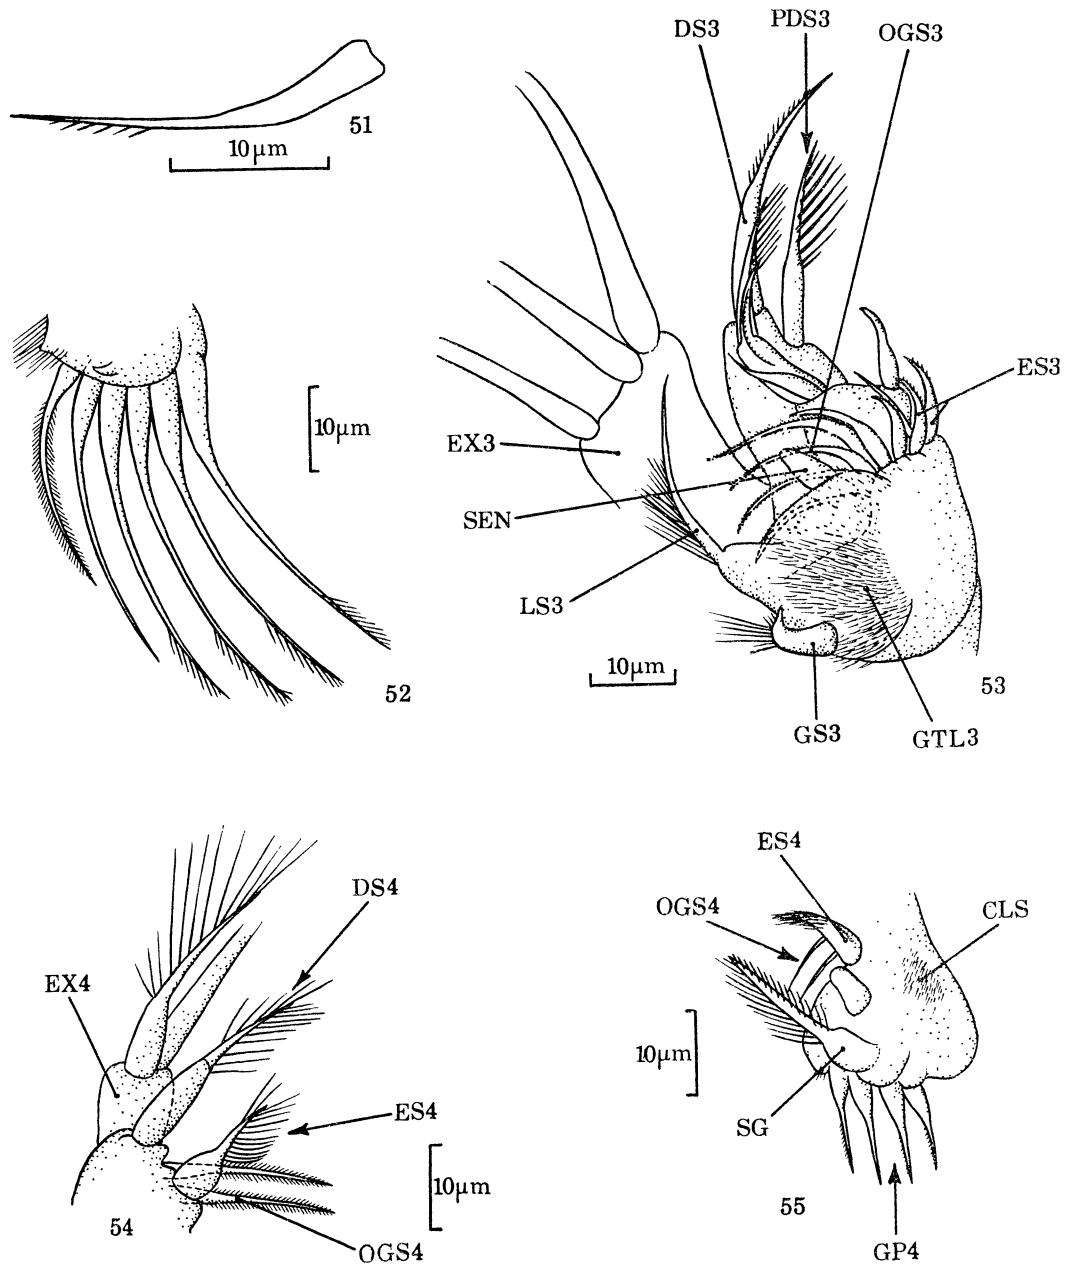 DS3
PDS3
OGS3
51
10μm
ES3
10μm
EX3
SEN
LS3
10μm
52
53
GS3
GTL3
ES4
DS4
OGS4
CLS
EX4
10μm
ES4
SG
10μm
54
55
OGS4
GP4